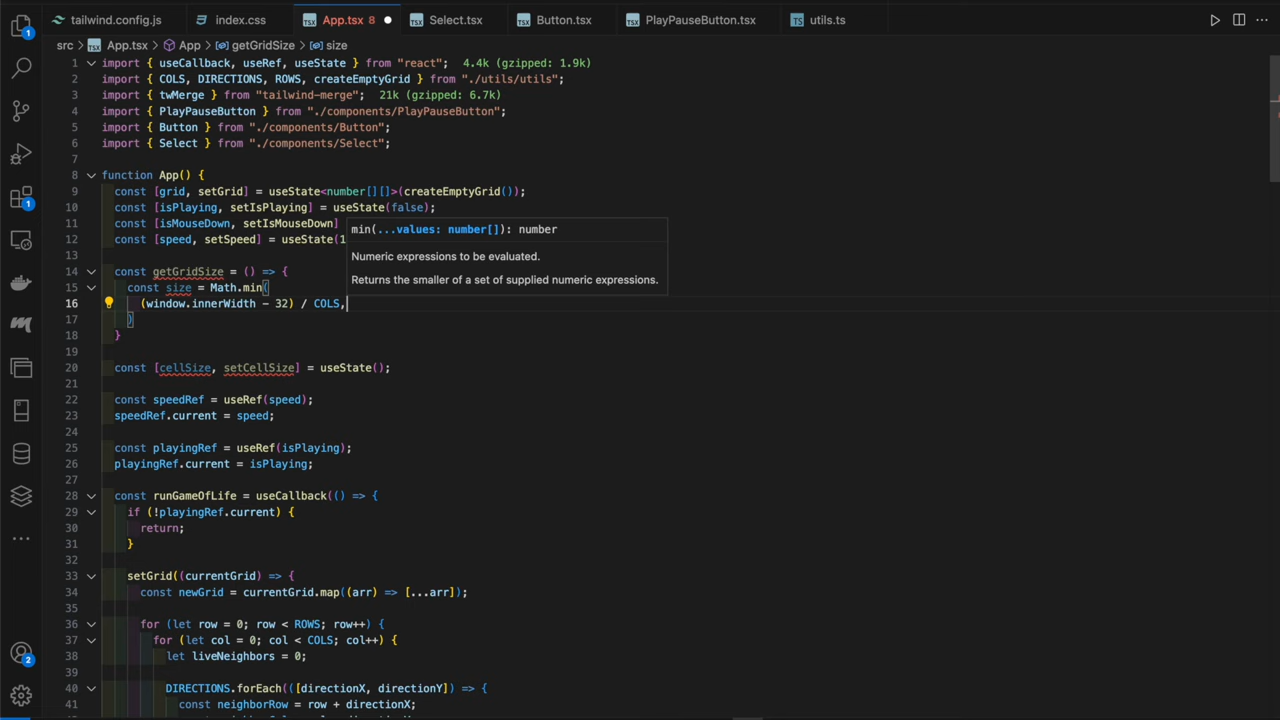 tailwind.config.js
index.css
App.tsx 8
Select.tsx
Button.tsx
PlayPauseButton.tsx
utils.ts
src > App.tsx > App > getGridSize > size
1 import { useCallback, useRef, useState } from "react"; 4.4k (gzipped: 1.9k)
2 import { COLS, DIRECTIONS, ROWS, createEmptyGrid } from "./utils/utils";
3 import { twMerge } from "tailwind-merge"; 21k (gzipped: 6.7k)
4 import { PlayPauseButton } from "./components/PlayPauseButton";
5 import { Button } from "./components/Button";
6 import { Select } from "./components/Select";
7
8 function App() {
9 const [grid, setGrid] = useState<number[][]>(createEmptyGrid());
10 const [isPlaying, setIsPlaying] = useState(false);
11 const [isMouseDown, setIsMouseDown]
12 const [speed, setSpeed] = useState(1
min(...values: number[]): number
Numeric expressions to be evaluated.
Returns the smaller of a set of supplied numeric expressions.
13
14 const getGridSize = () => {
15 const size = Math.min(
16 (window.innerWidth - 32) / COLS,
17 )
18 }
19
20 const [cellSize, setCellSize] = useState();
21
22 const speedRef = useRef(speed);
23 speedRef.current = speed;
24
25 const playingRef = useRef(isPlaying);
26 playingRef.current = isPlaying;
27
28 const runGameOfLife = useCallback(() => {
29 if (!playingRef.current) {
30 return;
31 }
32
33 setGrid((currentGrid) => {
34 const newGrid = currentGrid.map((arr) => [...arr]);
35
36 for (let row = 0; row < ROWS; row++) {
37 for (let col = 0; col < COLS; col++) {
38 let liveNeighbors = 0;
39
40 DIRECTIONS.forEach(([directionX, directionY]) => {
41 const neighborRow = row + directionX;
1
1
2